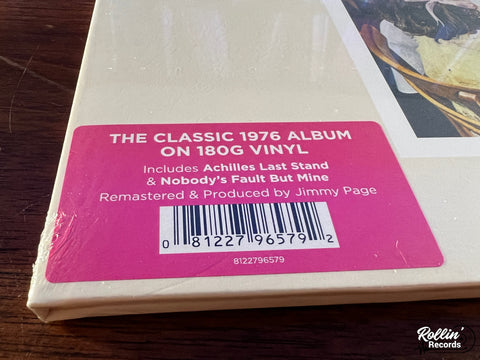 THE CLASSIC 1976 ALBUM
ON 180G VINYL
Includes Achilles Last Stand
& Nobody's Fault But Mine
Remastered & Produced by Jimmy Page
0 81227 96579 2
8122796579
Rollin'
Records